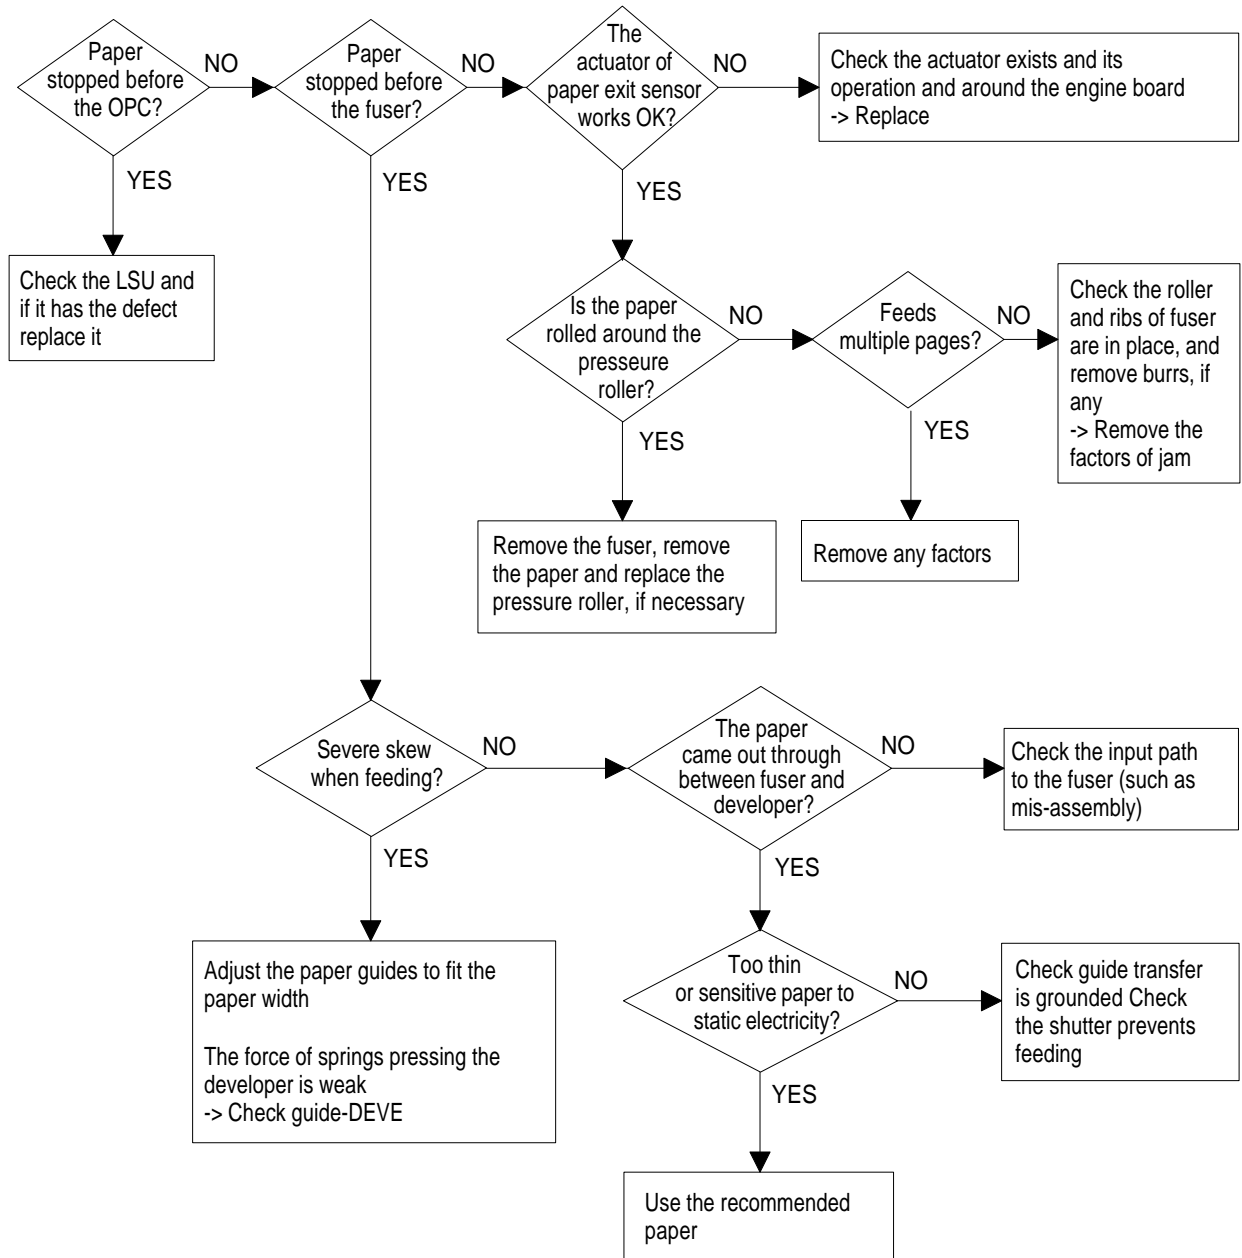 Paper
stopped before
the OPC?
NO
Paper
stopped before
the fuser?
NO
The
actuator of
paper exit sensor
works OK?
NO
Check the actuator exists and its
operation and around the engine board
-> Replace
YES
YES
YES
Check the LSU and
if it has the defect
replace it
Is the paper
rolled around the
presseure
roller?
NO
Feeds
multiple pages?
NO
Check the roller
and ribs of fuser
are in place, and
remove burrs, if
any
-> Remove the
factors of jam
YES
YES
Remove the fuser, remove
the paper and replace the
pressure roller, if necessary
Remove any factors
Severe skew
when feeding?
NO
The paper
came out through
between fuser and
developer?
NO
Check the input path
to the fuser (such as
mis-assembly)
YES
YES
Adjust the paper guides to fit the
paper width
The force of springs pressing the
developer is weak
-> Check guide-DEVE
Too thin
or sensitive paper to
static electricity?
NO
Check guide transfer
is grounded Check
the shutter prevents
feeding
YES
Use the recommended
paper